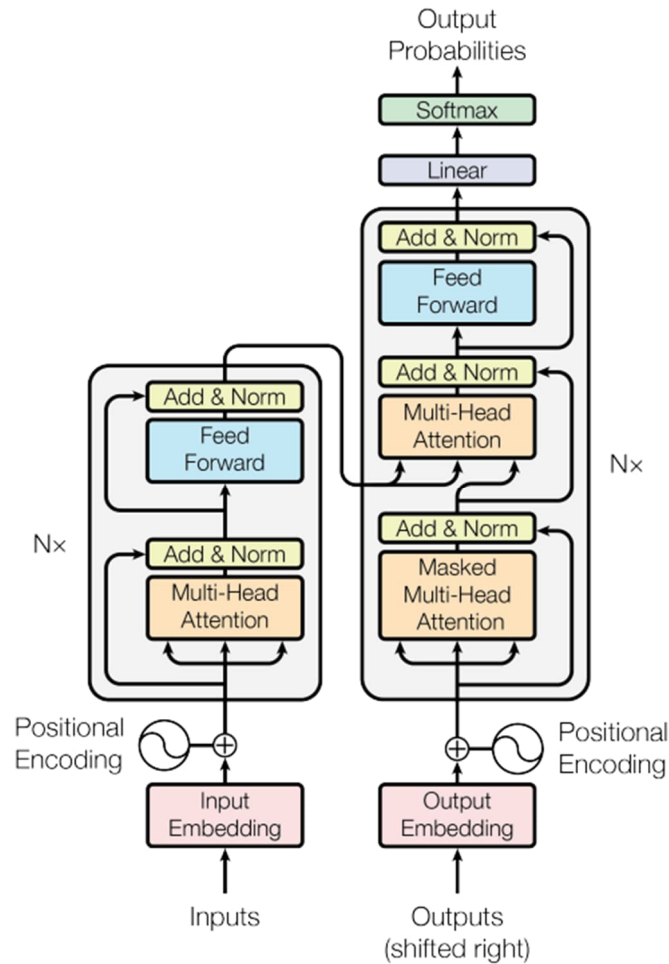 Output
Probabilities
Softmax
Linear
Add & Norm
Feed
Forward
Add & Norm
Multi-Head
Attention
Add & Norm
Masked
Multi-Head
Attention
N×
Add & Norm
Feed
Forward
Add & Norm
Multi-Head
Attention
N×
Positional
Encoding
Positional
Encoding
Input
Embedding
Output
Embedding
Inputs
Outputs
(shifted right)